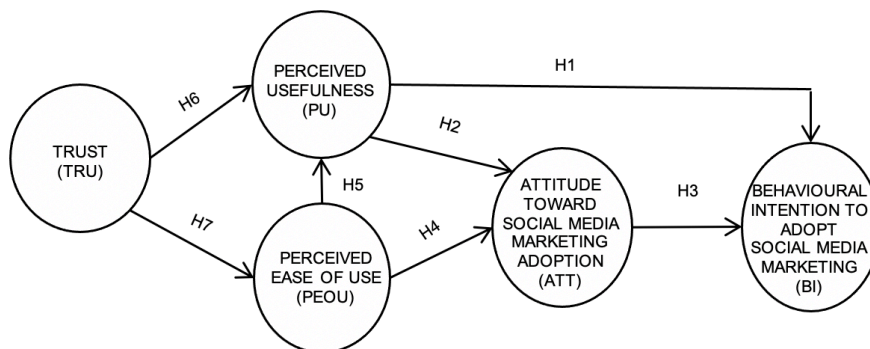 PERCEIVED
USEFULNESS
(PU)
H1
H6
H2
TRUST
(TRU)
H5
H7
H4
PERCEIVED
EASE OF USE
(PEOU)
ATTITUDE
TOWARD
SOCIAL MEDIA
MARKETING
ADOPTION
(ATT)
H3
BEHAVIOURAL
INTENTION TO
ADOPT
SOCIAL MEDIA
MARKETING
(BI)